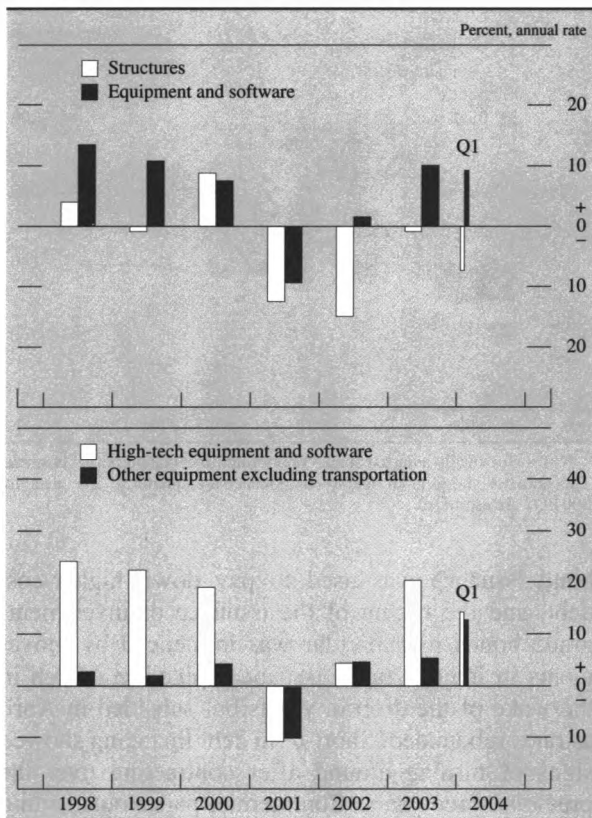 Percent, annual rate
Structures
Equipment and software
20
Q1
10
+
0
−
10
20
High-tech equipment and software
Other equipment excluding transportation
40
30
Q1
20
10
+
0
−
10
1998 1999 2000 2001 2002 2003 2004